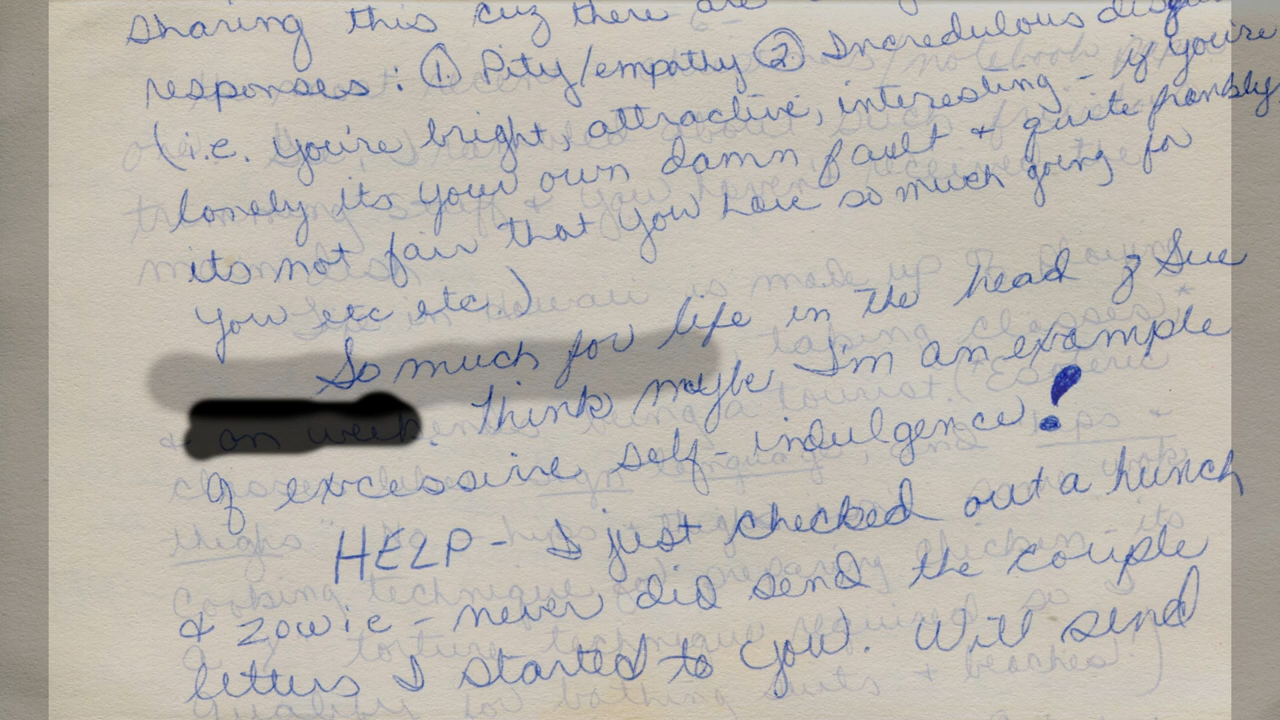 Sharing this cuz there are
responses: ① Pity/empathy ② Incredulous
(i.e. you're bright, attractive, interesting - if you're
lonely its your own damn fault & quite frankly
its not fair that you have so much going for
you etc etc.)
So much for life in the head of Sue
Think maybe I'm an example
of excessive self-indulgence!
HELP - I just checked out a hunch
& zowie - never did send the couple
letters I started to you. Will send